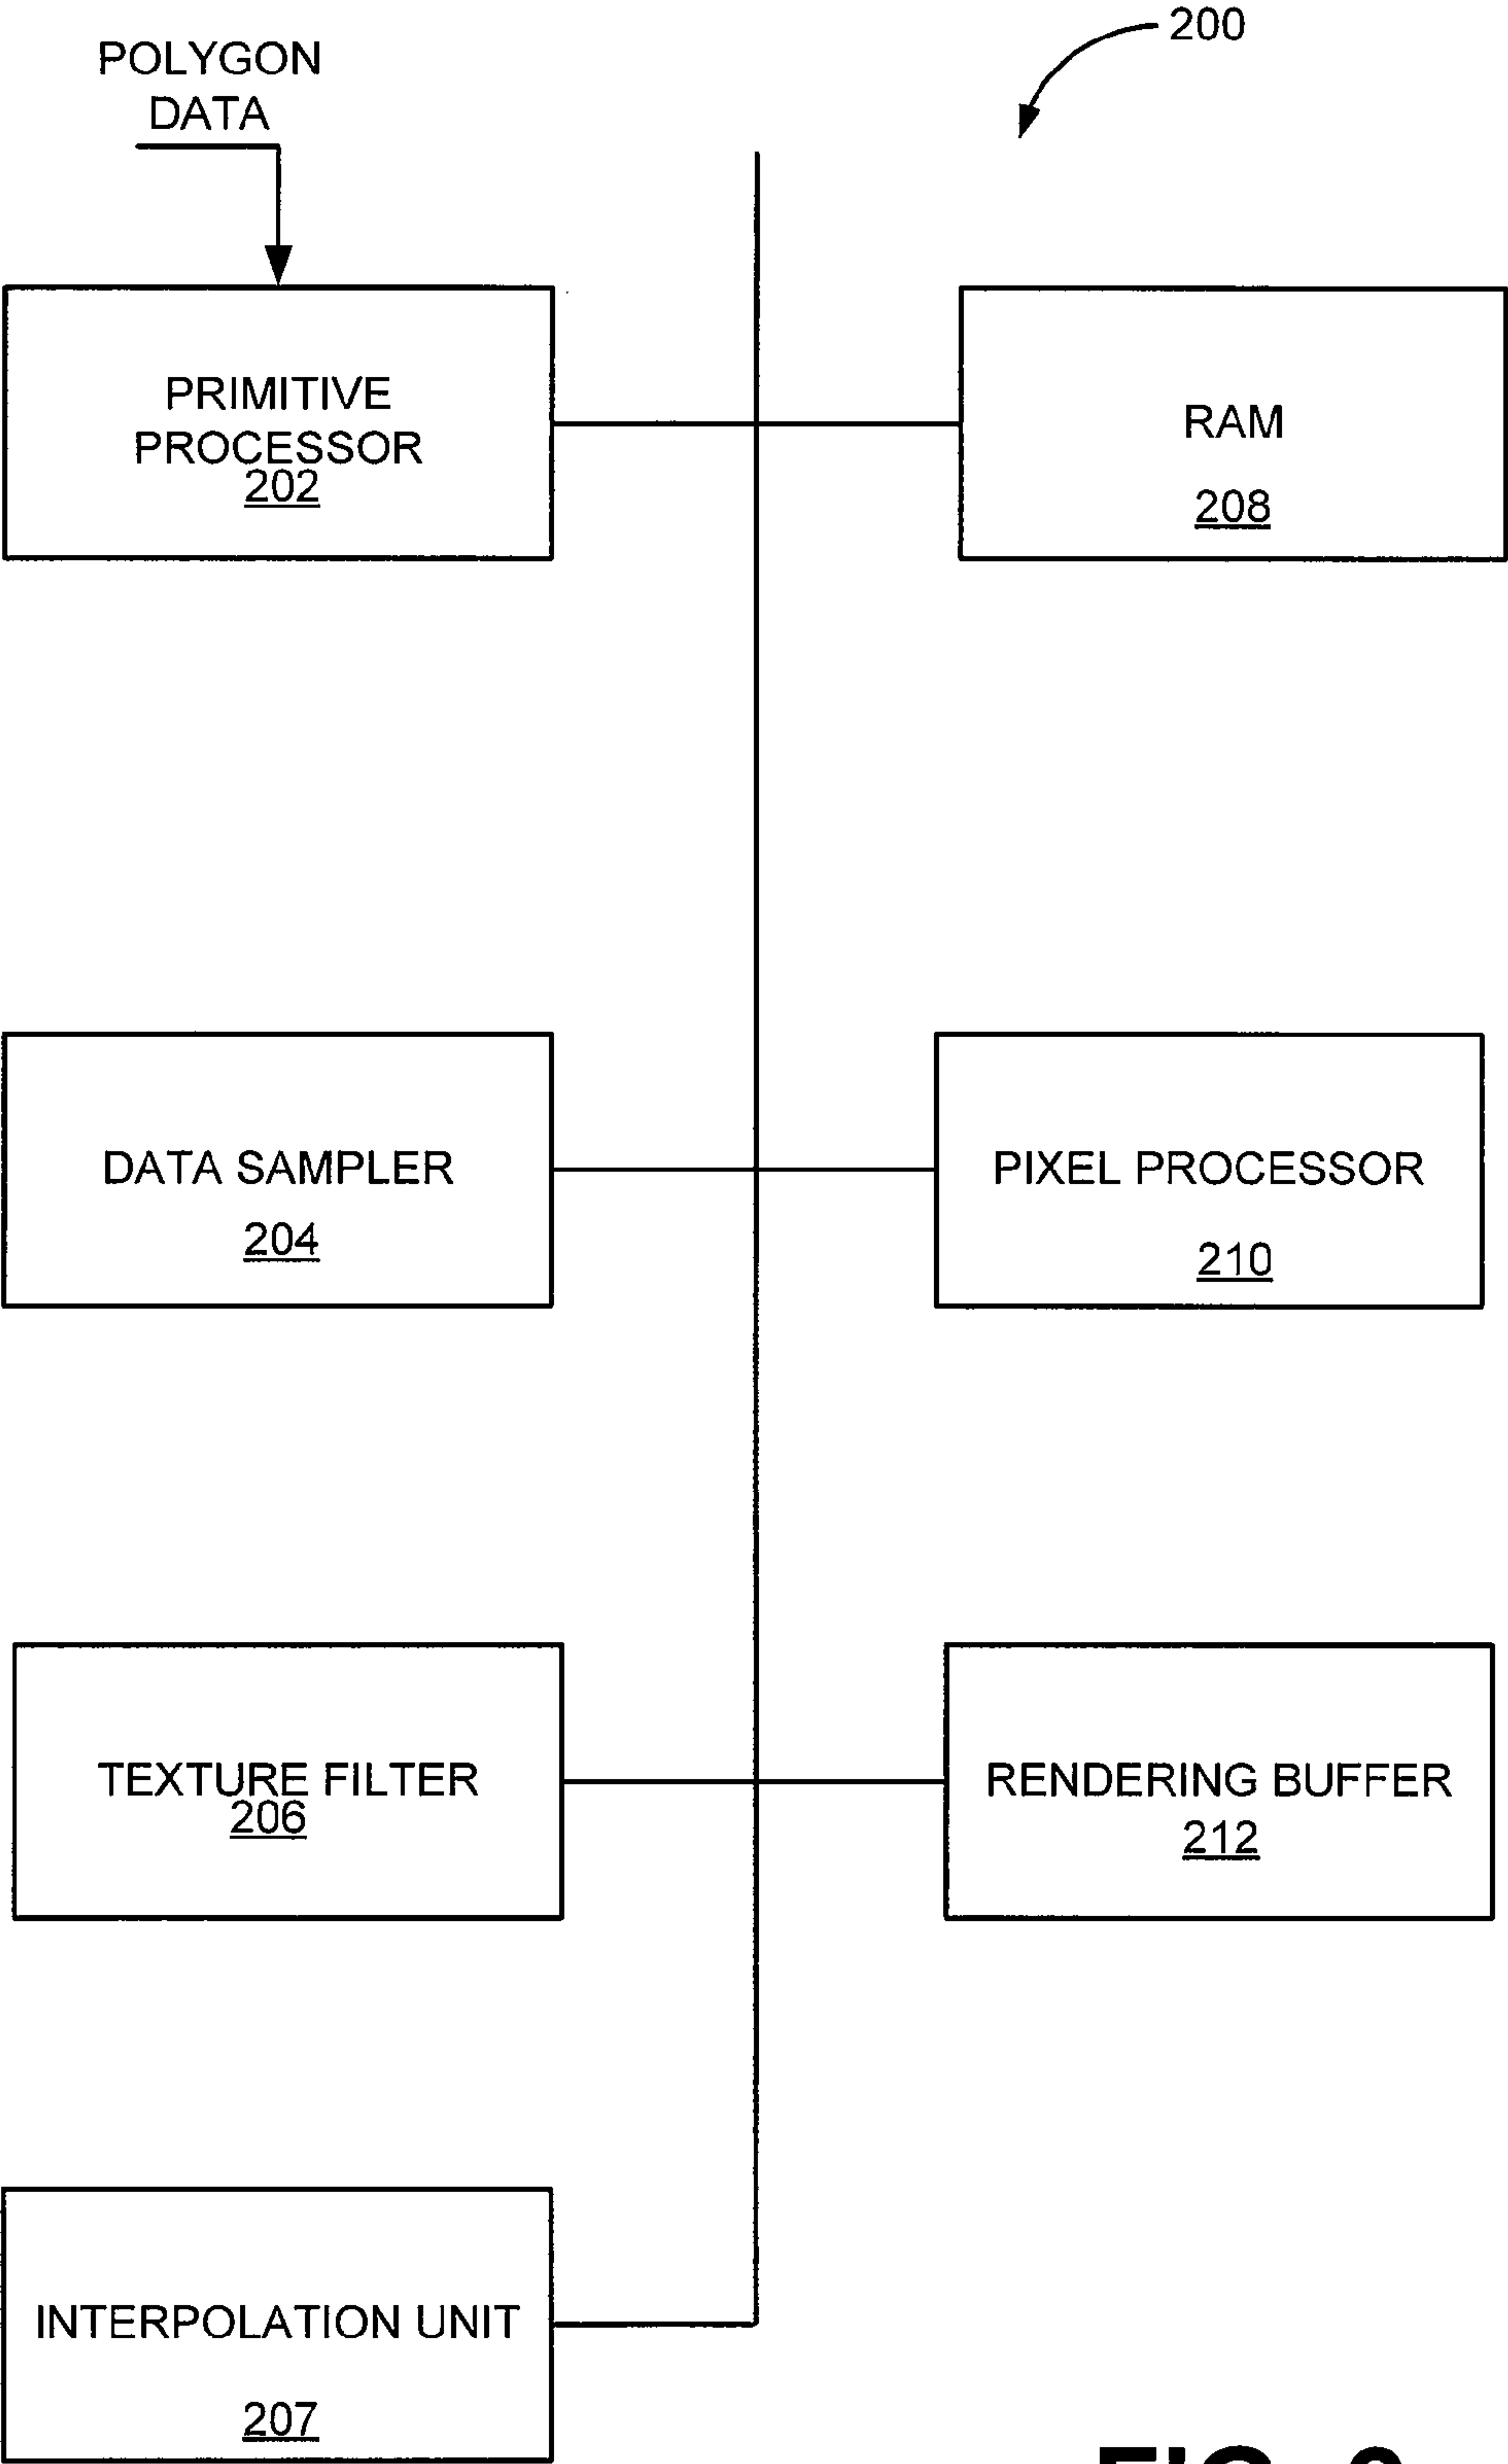 200
POLYGON
DATA
PRIMITIVE
PROCESSOR
202
RAM
208
DATA SAMPLER
204
PIXEL PROCESSOR
210
TEXTURE FILTER
206
RENDERING BUFFER
212
INTERPOLATION UNIT
207
FIG.